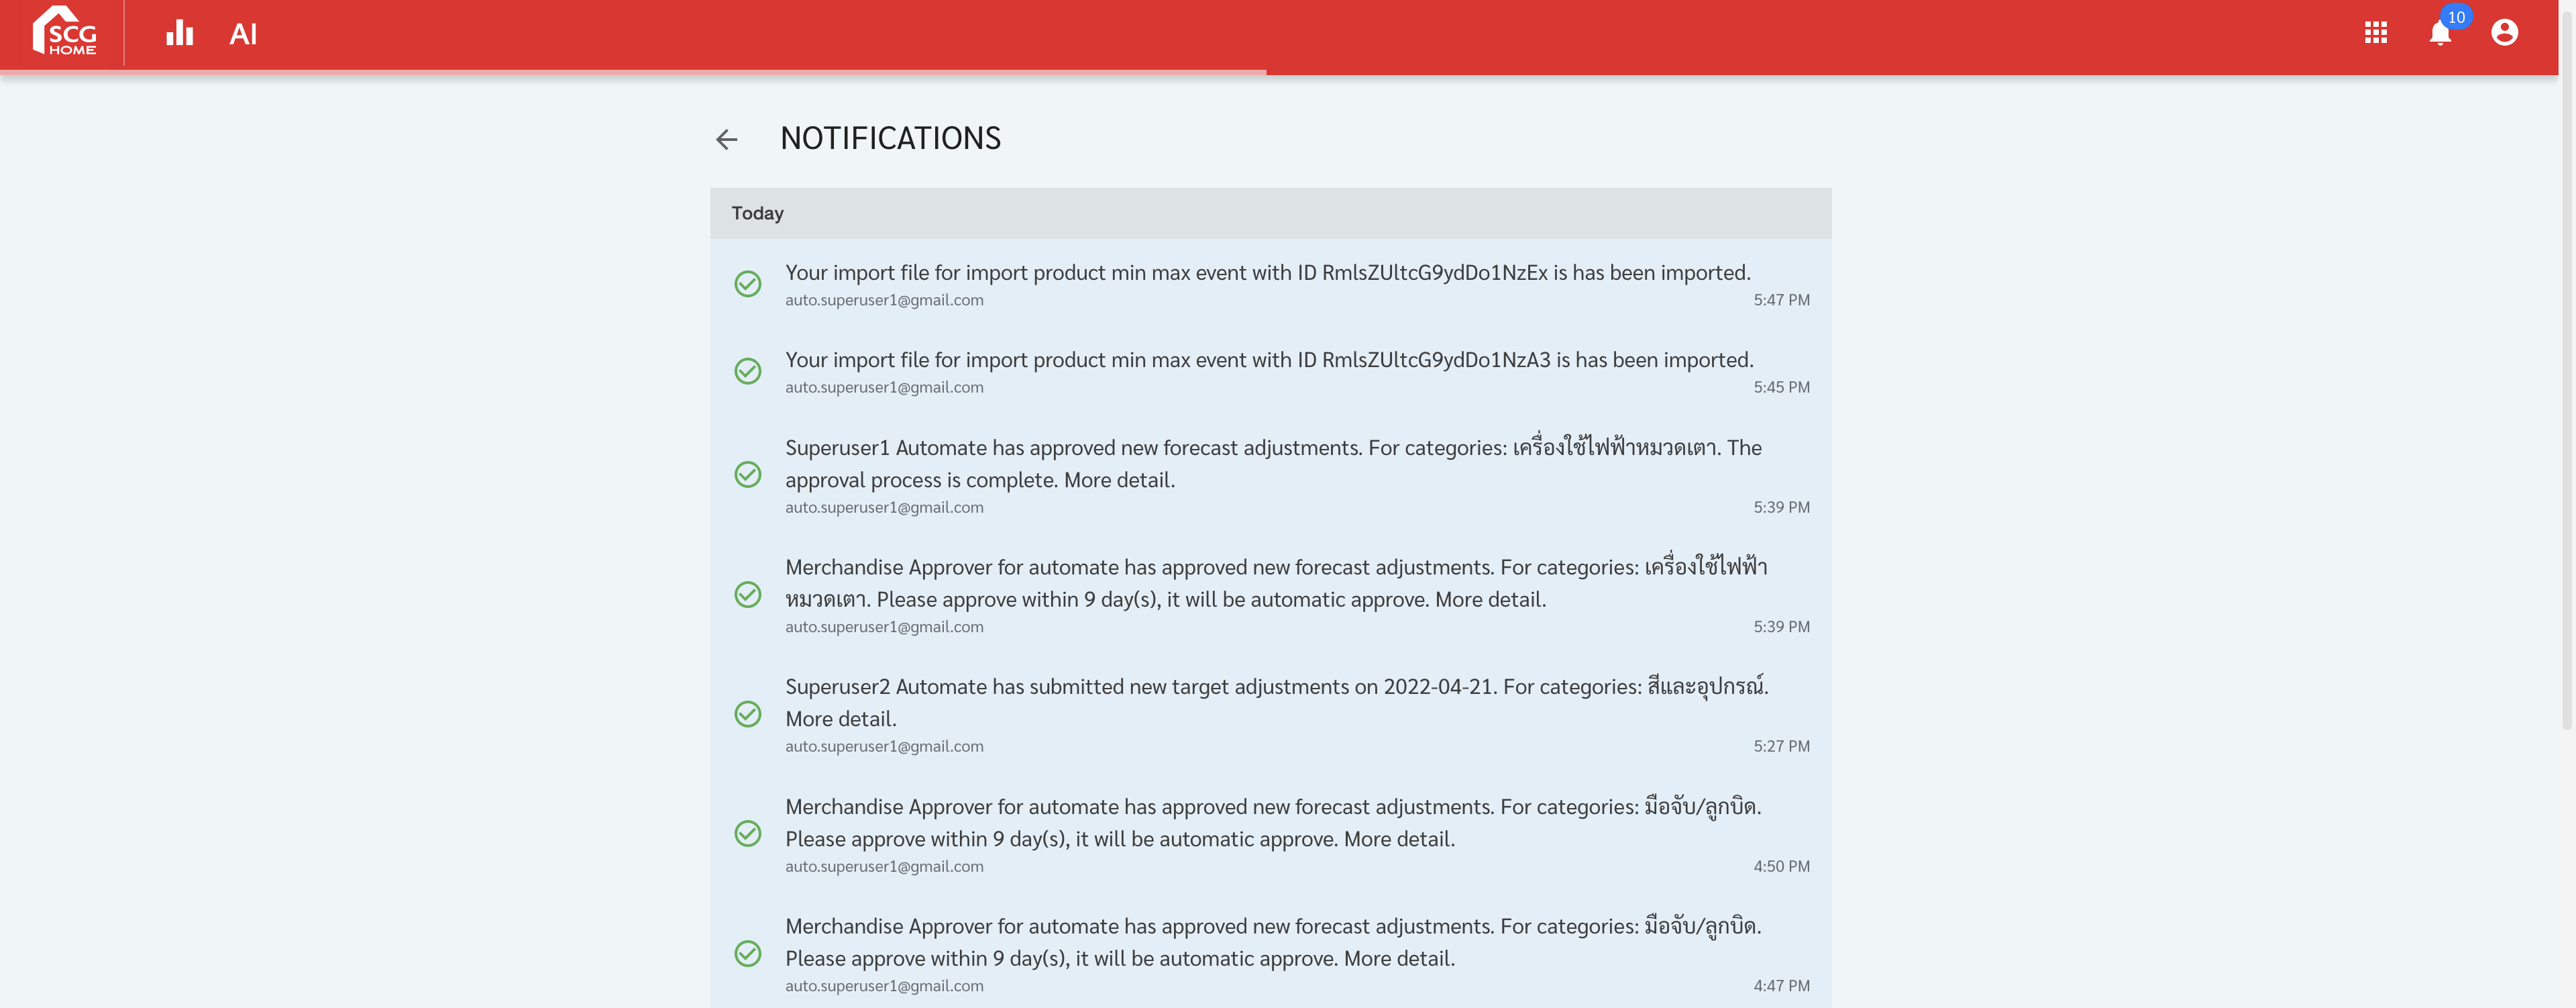 SCG
HOME
AI
10
NOTIFICATIONS
Today
Your import file for import product min max event with ID RmlsZUltcG9ydDo1NzEx is has been imported.
auto.superuser1@gmail.com 5:47 PM
Your import file for import product min max event with ID RmlsZUltcG9ydDo1NzA3 is has been imported.
auto.superuser1@gmail.com 5:45 PM
Superuser1 Automate has approved new forecast adjustments. For categories: เครื่องใช้ไฟฟ้าหมวดเตา. The
approval process is complete. More detail.
auto.superuser1@gmail.com 5:39 PM
Merchandise Approver for automate has approved new forecast adjustments. For categories: เครื่องใช้ไฟฟ้า
หมวดเตา. Please approve within 9 day(s), it will be automatic approve. More detail.
auto.superuser1@gmail.com 5:39 PM
Superuser2 Automate has submitted new target adjustments on 2022-04-21. For categories: สีและอุปกรณ์.
More detail.
auto.superuser1@gmail.com 5:27 PM
Merchandise Approver for automate has approved new forecast adjustments. For categories: มือจับ/ลูกบิด.
Please approve within 9 day(s), it will be automatic approve. More detail.
auto.superuser1@gmail.com 4:50 PM
Merchandise Approver for automate has approved new forecast adjustments. For categories: มือจับ/ลูกบิด.
Please approve within 9 day(s), it will be automatic approve. More detail.
auto.superuser1@gmail.com 4:47 PM